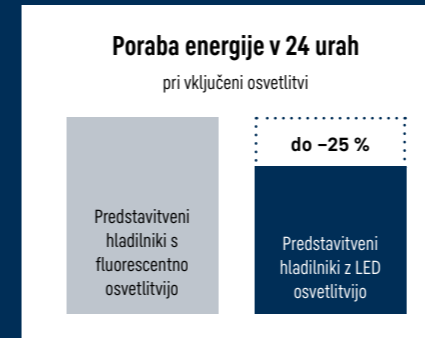 Poraba energije v 24 urah
pri vključeni osvetlitvi
do −25 %
Predstavitveni
hladilniki s
fluorescentno
osvetlitvijo
Predstavitveni
hladilniki z LED
osvetlitvijo